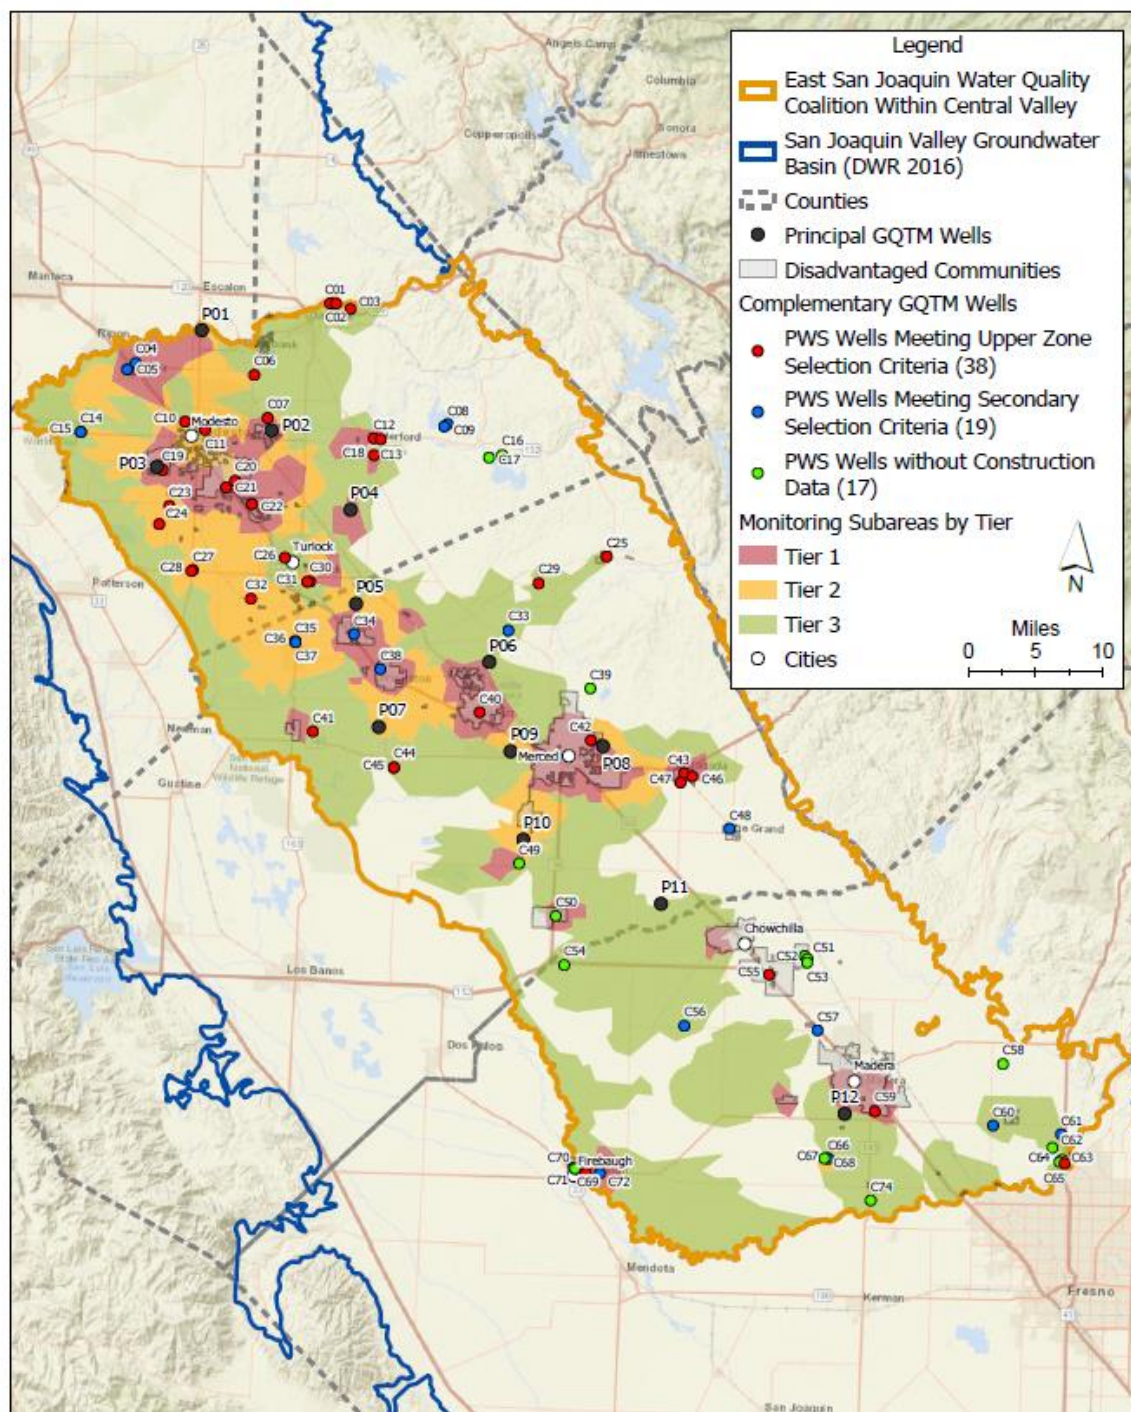 Legend
East San Joaquin Water Quality
Coalition Within Central Valley
San Joaquin Valley Groundwater
Basin (DWR 2016)
Counties
Principal GQTM Wells
Disadvantaged Communities
Complementary GQTM Wells
PWS Wells Meeting Upper Zone
Selection Criteria (38)
PWS Wells Meeting Secondary
Selection Criteria (19)
PWS Wells without Construction
Data (17)
Monitoring Subareas by Tier
Tier 1
Tier 2
Tier 3
Cities
N
Miles
0 5 10
Angels Camp
Columbia
Sonora
Jamestown
Manteca
Escalon
C01
C02
C03
P01
C04
C05
C06
C14
C15
C10
Modesto
C07
P02
C11
C12
C18
C13
C08
C09
C16
C17
C19
P03
C20
C21
C23
C22
C24
P04
C26
Turlock
C25
C27
C28
Patterson
C30
C31
C29
C32
P05
C33
C34
C35
C36
C37
C38
P06
C39
C40
P07
C41
Newman
P09
C42
Merced
P08
C44
C45
Gustine
C43
C47
C46
C48
P10
C49
P11
C50
Chowchilla
C54
C51
C52
C53
C55
Los Banos
152
C56
C57
Dos Palos
C58
Madera
P12
C59
C60
C61
C62
C66
C67
C68
C64
C63
C65
C70
Firebaugh
C71
C69
C72
C74
Mendota
Kerman
Fresno
San Joaquin